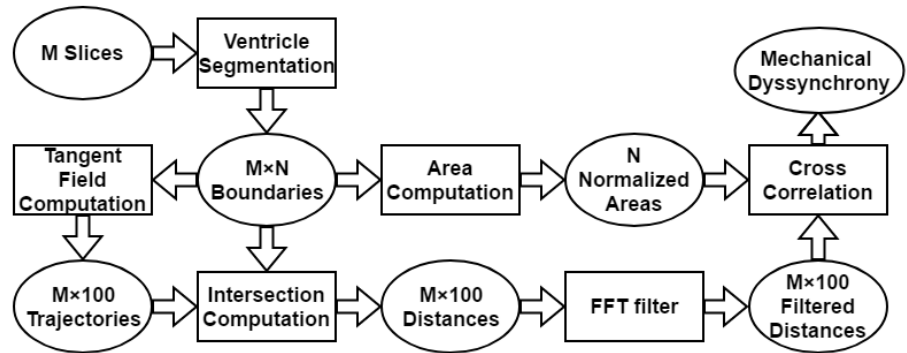 M Slices
Ventricle
Segmentation
Mechanical
Dyssynchrony
Tangent
Field
Computation
M×N
Boundaries
Area
Computation
N
Normalized
Areas
Cross
Correlation
M×100
Trajectories
Intersection
Computation
M×100
Distances
FFT filter
M×100
Filtered
Distances